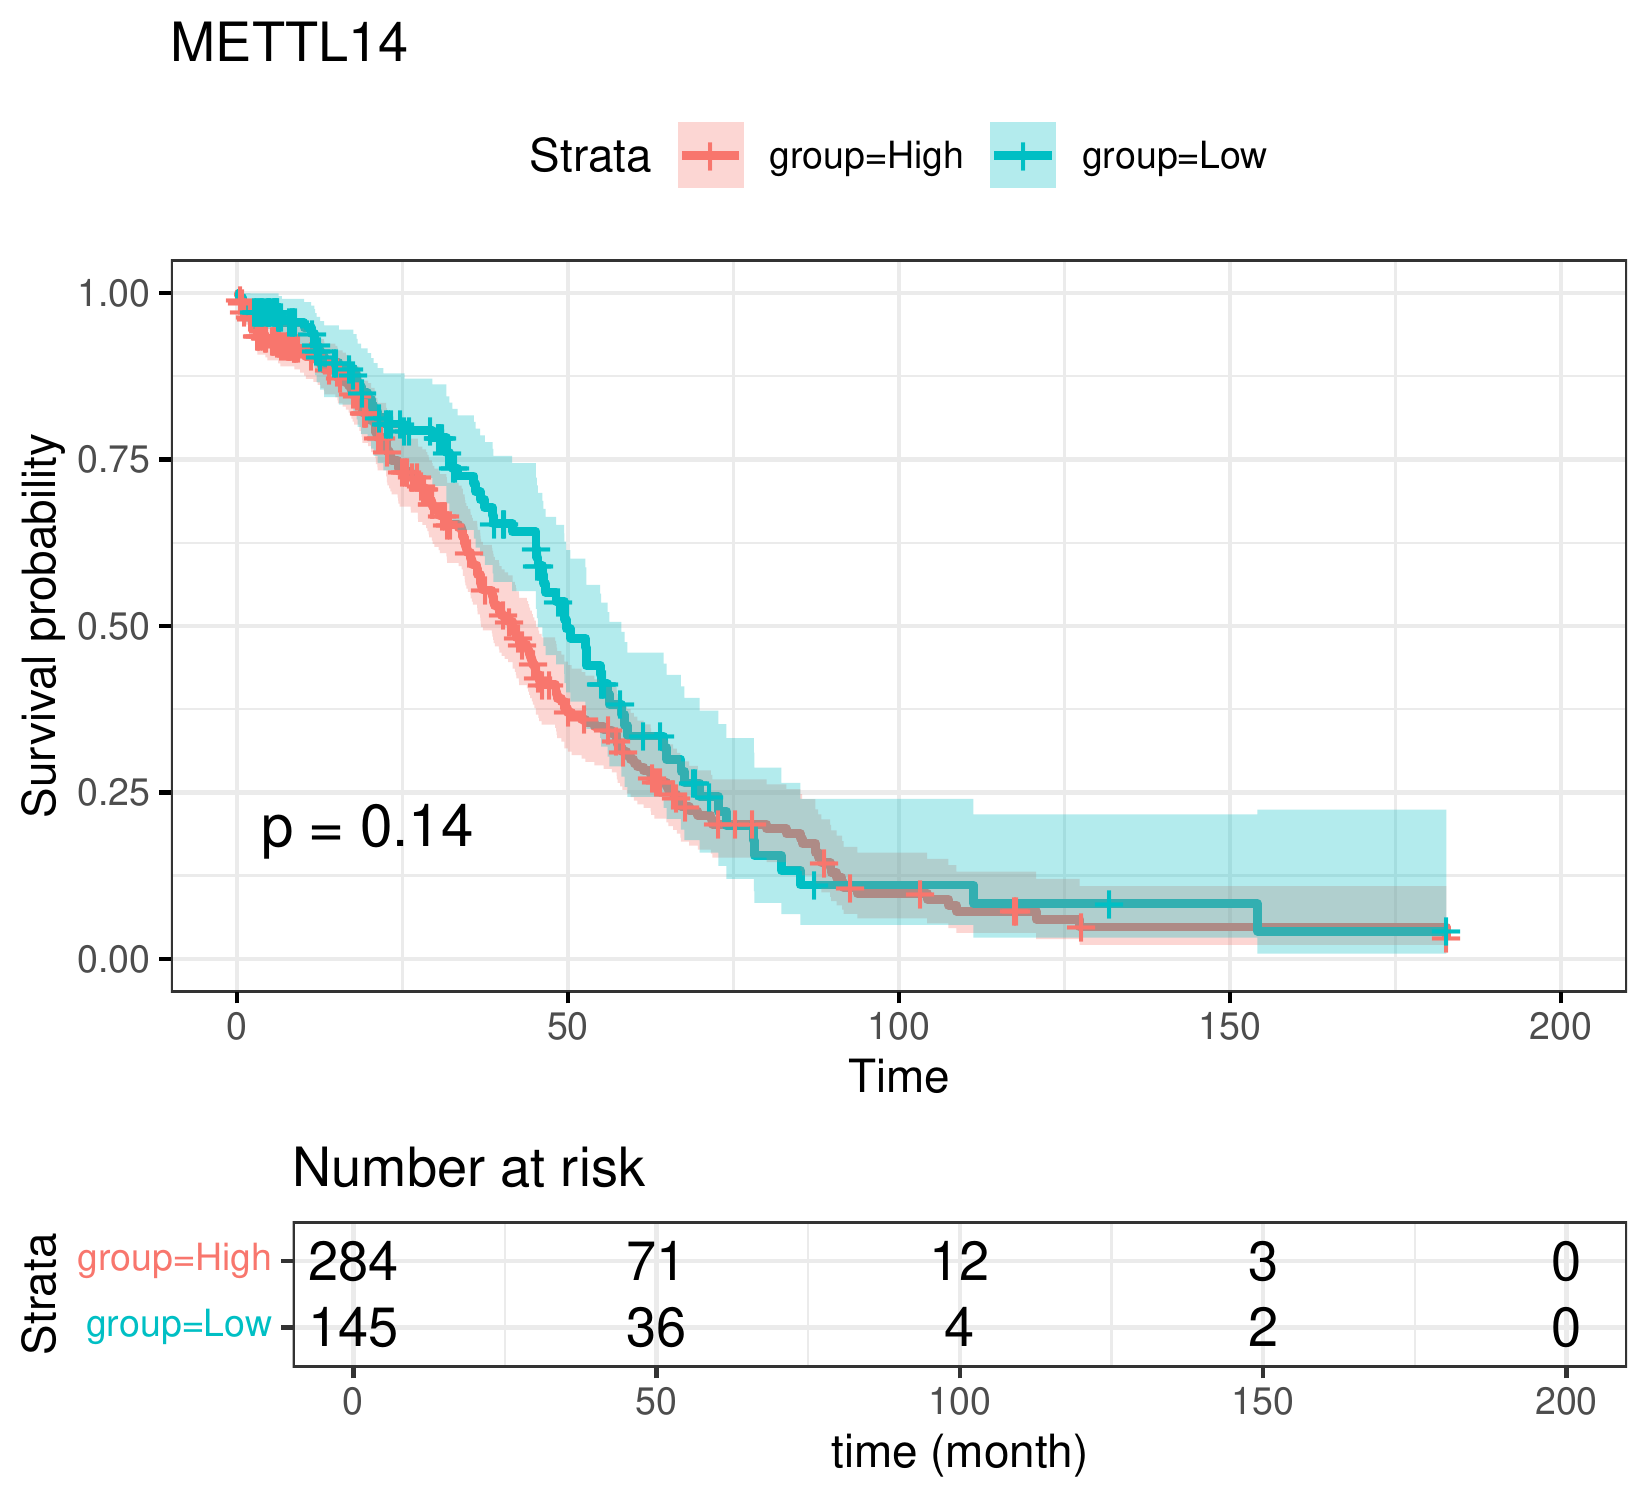 METTL14
Strata group=High group=Low
1.00
0.75
0.50
0.25
0.00
Survival probability
p = 0.14
0 50 100 150 200
Time
Number at risk
Strata
group=High 284 71 12 3 0
group=Low 145 36 4 2 0
0 50 100 150 200
time (month)